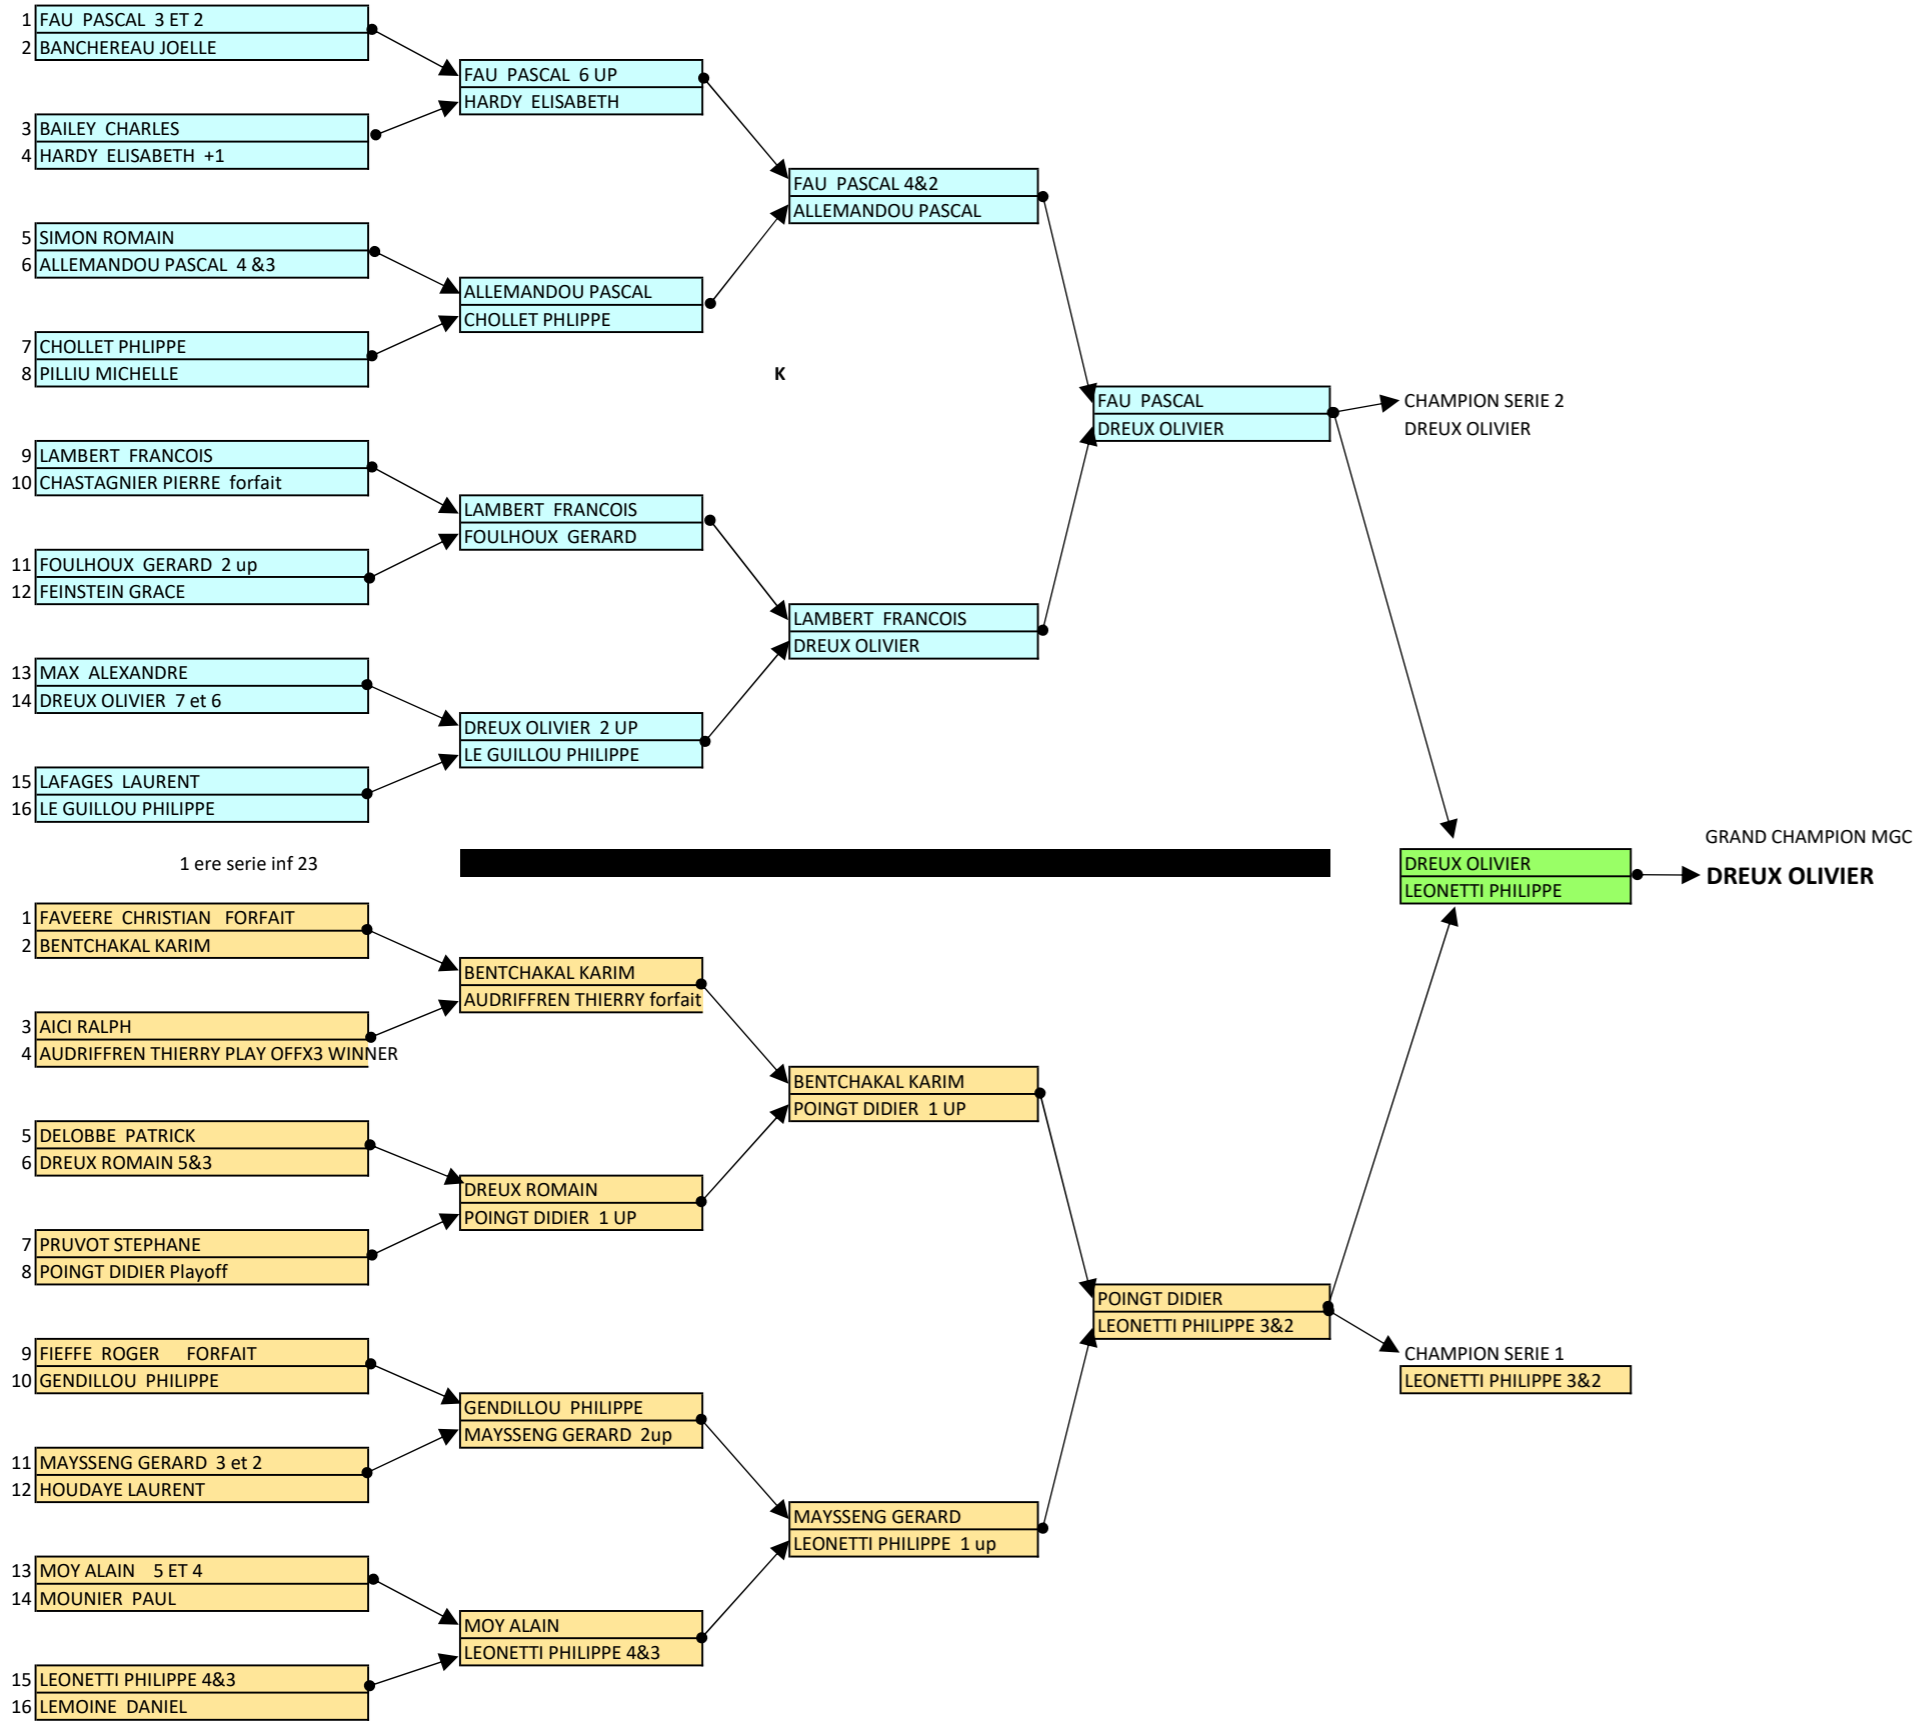 1 FAU PASCAL 3 ET 2
2 BANCHEREAU JOELLE
FAU PASCAL 6 UP
HARDY ELISABETH
3 BAILEY CHARLES
4 HARDY ELISABETH +1
FAU PASCAL 4&2
ALLEMANDOU PASCAL
5 SIMON ROMAIN
6 ALLEMANDOU PASCAL 4 &3
ALLEMANDOU PASCAL
CHOLLET PHLIPPE
7 CHOLLET PHLIPPE
8 PILLIU MICHELLE
K
FAU PASCAL
DREUX OLIVIER
CHAMPION SERIE 2
DREUX OLIVIER
9 LAMBERT FRANCOIS
10 CHASTAGNIER PIERRE forfait
LAMBERT FRANCOIS
FOULHOUX GERARD
11 FOULHOUX GERARD 2 up
12 FEINSTEIN GRACE
LAMBERT FRANCOIS
DREUX OLIVIER
13 MAX ALEXANDRE
14 DREUX OLIVIER 7 et 6
DREUX OLIVIER 2 UP
LE GUILLOU PHILIPPE
15 LAFAGES LAURENT
16 LE GUILLOU PHILIPPE
GRAND CHAMPION MGC
1 ere serie inf 23
DREUX OLIVIER
LEONETTI PHILIPPE
DREUX OLIVIER
1 FAVEERE CHRISTIAN FORFAIT
2 BENTCHAKAL KARIM
BENTCHAKAL KARIM
AUDRIFFREN THIERRY forfait
3 AICI RALPH
4 AUDRIFFREN THIERRY PLAY OFFX3 WINNER
BENTCHAKAL KARIM
POINGT DIDIER 1 UP
5 DELOBBE PATRICK
6 DREUX ROMAIN 5&3
DREUX ROMAIN
POINGT DIDIER 1 UP
7 PRUVOT STEPHANE
8 POINGT DIDIER Playoff
POINGT DIDIER
LEONETTI PHILIPPE 3&2
9 FIEFFE ROGER FORFAIT
10 GENDILLOU PHILIPPE
CHAMPION SERIE 1
LEONETTI PHILIPPE 3&2
GENDILLOU PHILIPPE
MAYSSENG GERARD 2up
11 MAYSSENG GERARD 3 et 2
12 HOUDAYE LAURENT
MAYSSENG GERARD
LEONETTI PHILIPPE 1 up
13 MOY ALAIN 5 ET 4
14 MOUNIER PAUL
MOY ALAIN
LEONETTI PHILIPPE 4&3
15 LEONETTI PHILIPPE 4&3
16 LEMOINE DANIEL